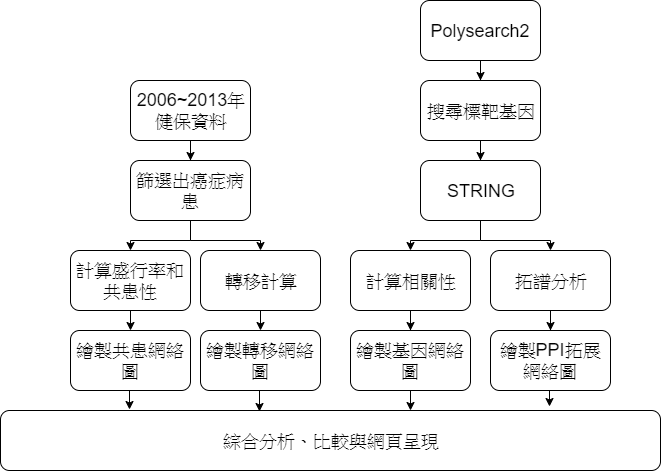 Polysearch2
2006~2013年
健保資料
搜尋標靶基因
篩選出癌症病
患
STRING
計算盛行率和
共患性
轉移計算
計算相關性
拓譜分析
繪製共患網絡
圖
繪製轉移網絡
圖
繪製基因網絡
圖
繪製PPI拓展
網絡圖
綜合分析、比較與網頁呈現